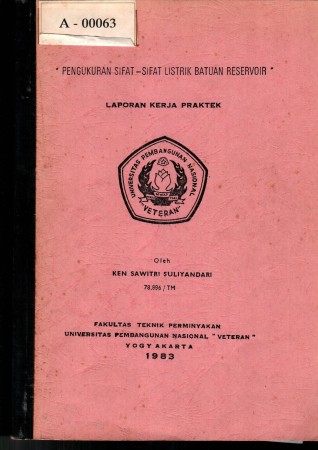 A - 00063
" PENGUKURAN SIFAT - SIFAT LISTRIK BATUAN RESERVOIR "
LAPORAN KERJA PRAKTEK
UNIVERSITAS PEMBANGUNAN NASIONAL
"VETERAN"
Oleh
KEN SAWITRI SULIYANDARI
78.886 / TM
FAKULTAS TEKNIK PERMINYAKAN
UNIVERSITAS PEMBANGUNAN NASIONAL "VETERAN"
YOGYAKARTA
1983